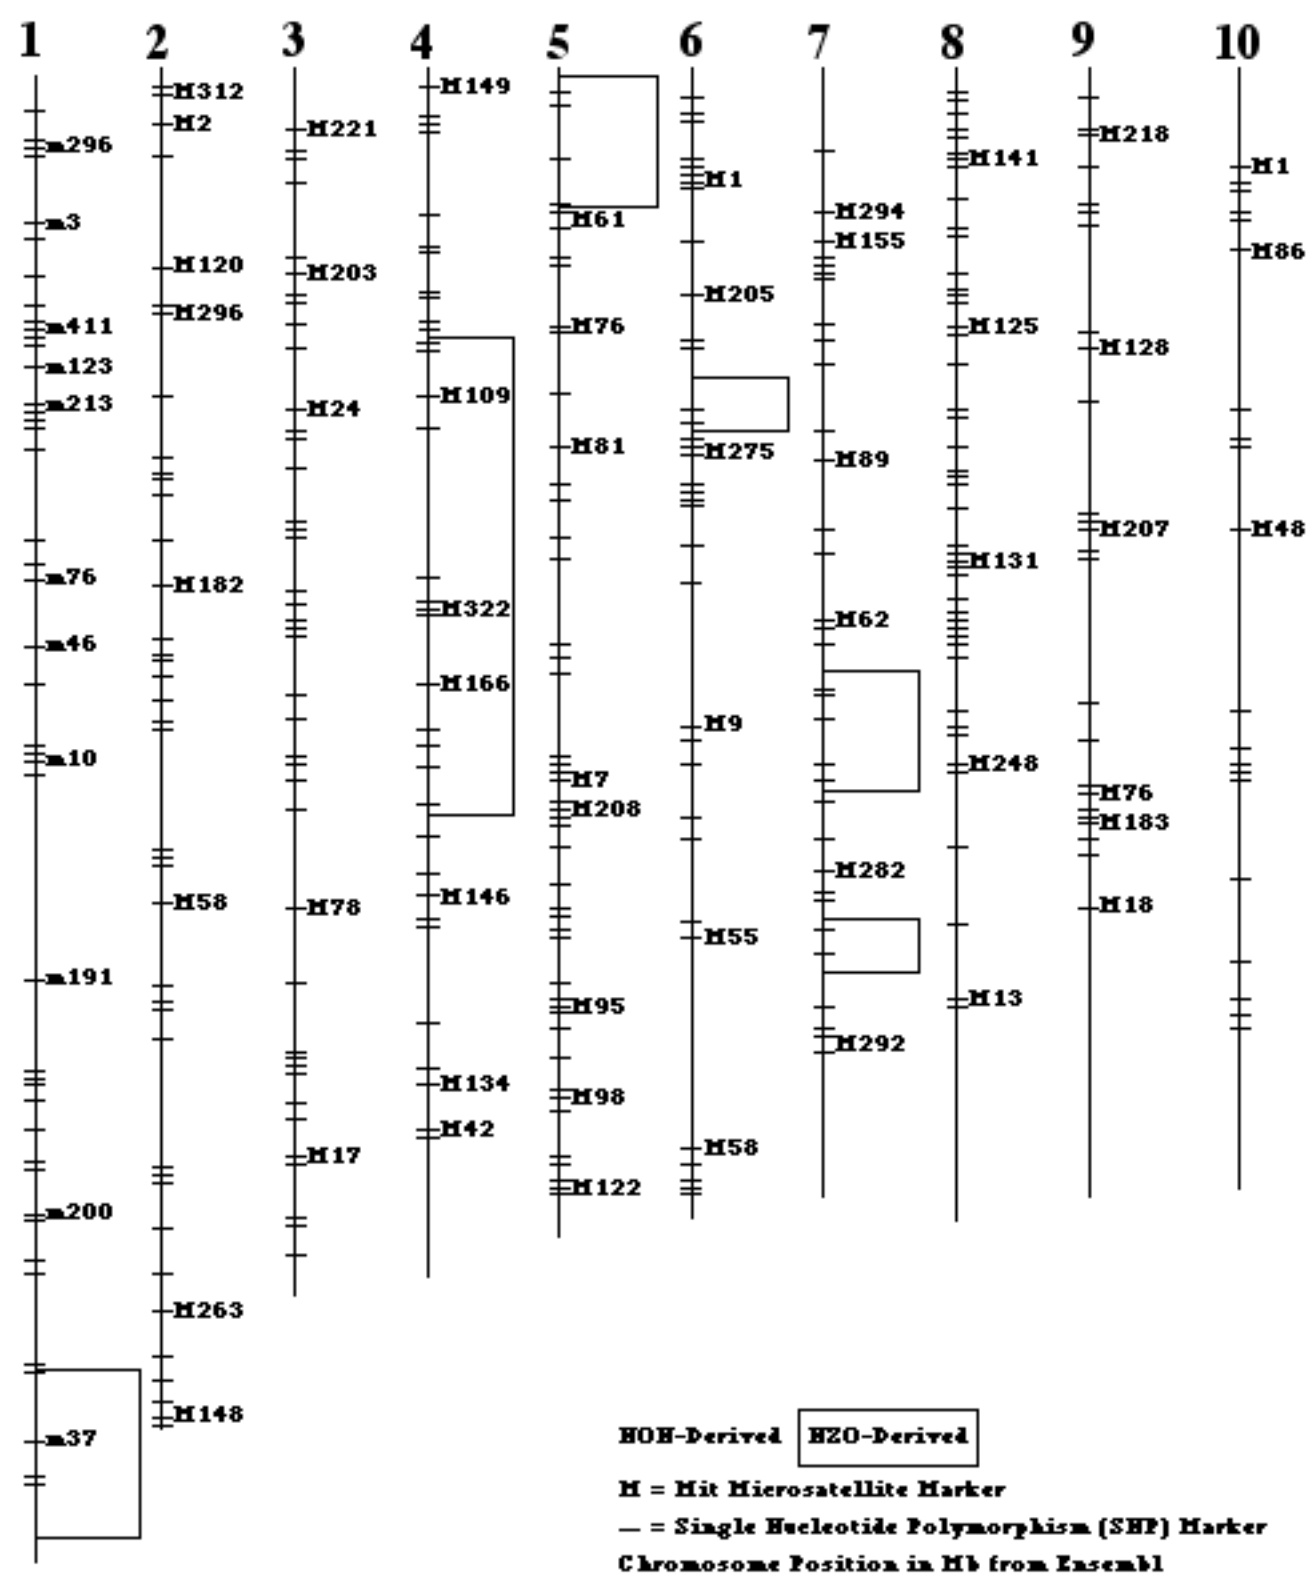 1 2 3 4 5 6 7 8 9 10
m296
m3
m411
m123
m213
m76
m46
m10
m191
m200
m37
M312
M2
M120
M296
M182
M58
M263
M148
M221
M203
M24
M78
M17
M149
M109
M322
M166
M146
M134
M42
M61
M76
M81
M7
M208
M95
M98
M122
M1
M205
M275
M9
M55
M58
M294
M155
M89
M62
M282
M292
M141
M125
M131
M248
M13
M218
M128
M207
M76
M183
M18
M1
M86
M48
NON-Derived NZO-Derived
M = Mit Microsatellite Marker
— = Single Nucleotide Polymorphism (SNP) Marker
Chromosome Position in Mb from Ensembl